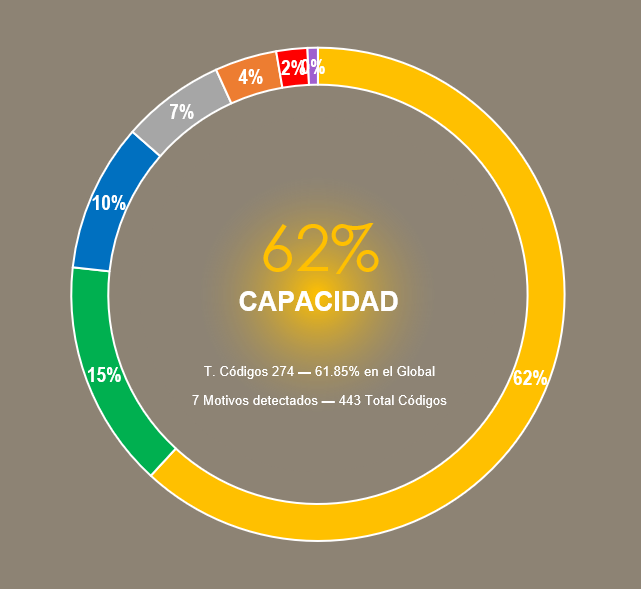 2%
0%
4%
7%
10%
62%
CAPACIDAD
T. Códigos 274 — 61.85% en el Global
15%
62%
7 Motivos detectados — 443 Total Códigos